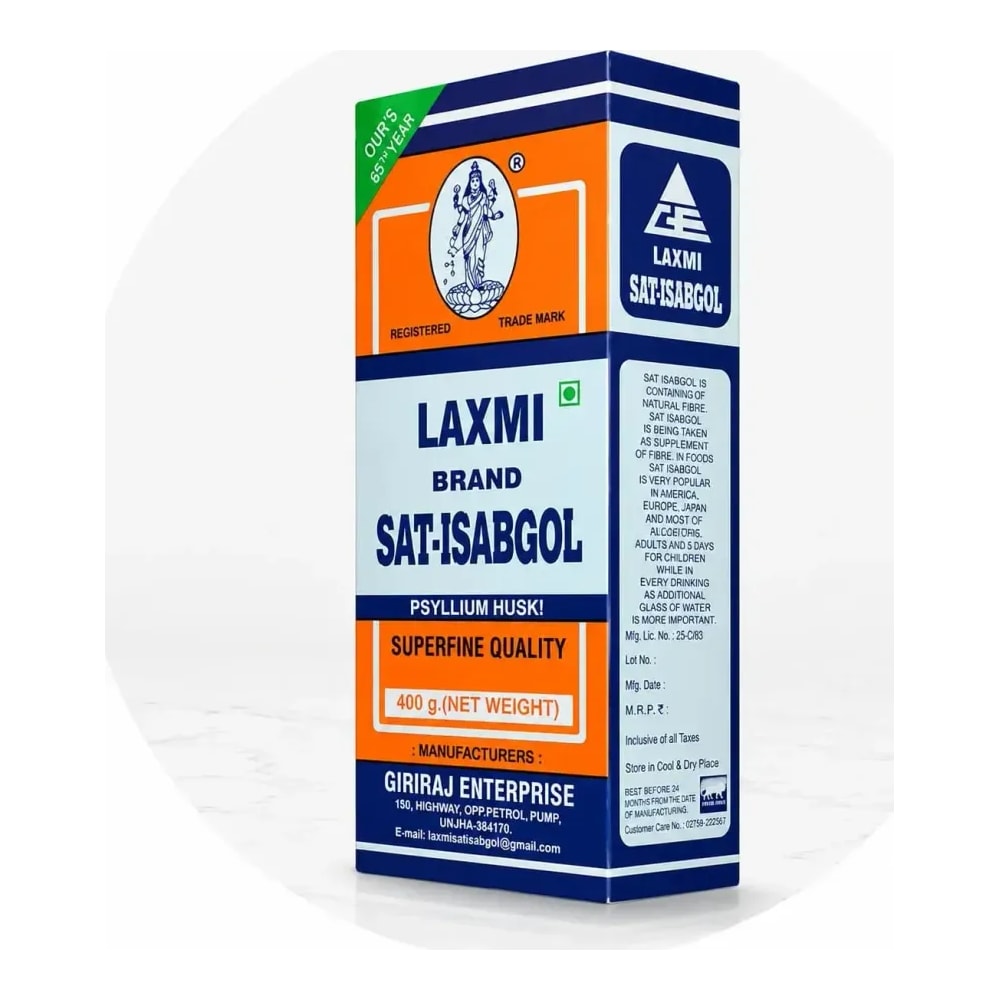 OUR'S
65TH YEAR
®
REGISTERED TRADE MARK
LAXMI
BRAND
SAT-ISABGOL
PSYLLIUM HUSK!
SUPERFINE QUALITY
400 g.(NET WEIGHT)
: MANUFACTURERS :
GIRIRAJ ENTERPRISE
150, HIGHWAY, OPP.PETROL, PUMP,
UNJHA-384170.
E-mail: laxmisatisabgol@gmail.com
GE
LAXMI
SAT-ISABGOL
SAT ISABGOL IS
CONTAINING OF
NATURAL FIBRE.
SAT ISABGOL
IS BEING TAKEN
AS SUPPLEMENT
OF FIBRE. IN FOODS
SAT ISABGOL
IS VERY POPULAR
IN AMERICA,
EUROPE, JAPAN
AND MOST OF
ADULTS AND 5 DAYS
FOR CHILDREN
WHILE IN
EVERY DRINKING
AS ADDITIONAL
GLASS OF WATER
IS MORE IMPORTANT.
Mfg. Lic. No. : 25-C/83
Lot No. :
Mfg. Date :
M.R.P. ₹ :
Inclusive of all Taxes
Store in Cool & Dry Place
BEST BEFORE 24
MONTHS FROM THE DATE
OF MANUFACTURING.
Customer Care No. : 02759-222567